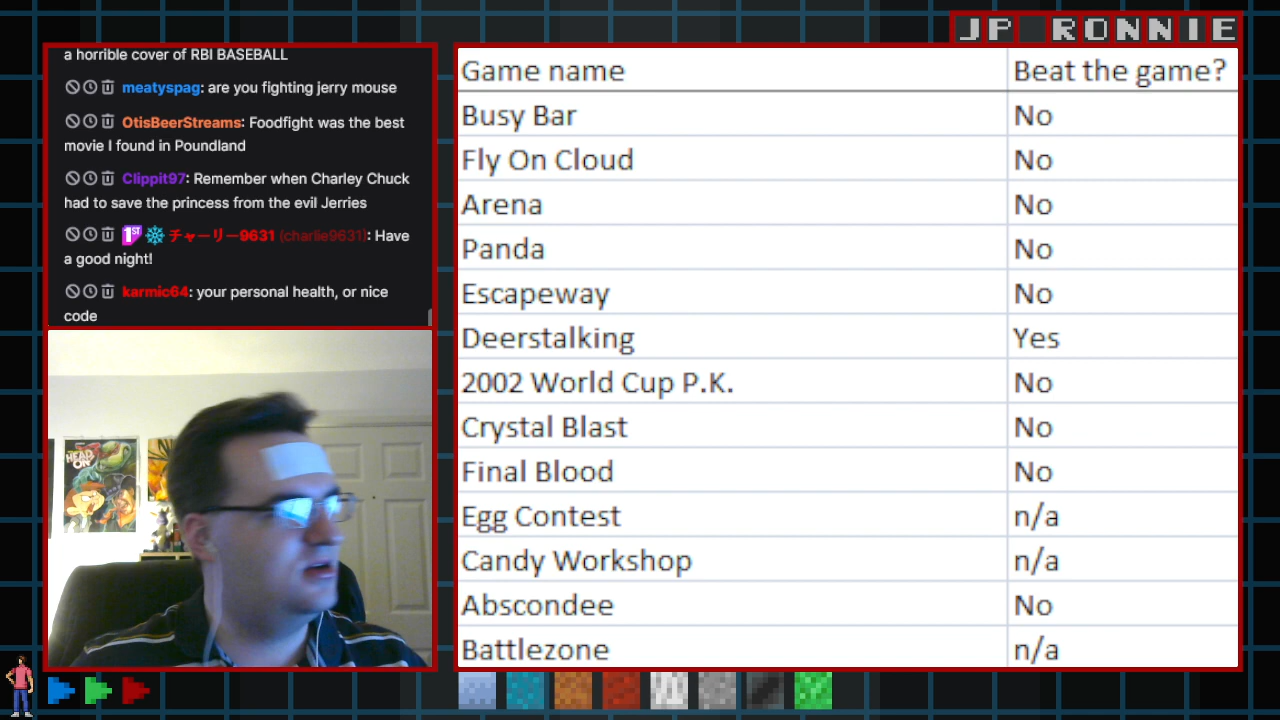 JP RONNIE
a horrible cover of RBI BASEBALL
meatyspag: are you fighting jerry mouse
OtisBeerStreams: Foodfight was the best
movie I found in Poundland
Clippit97: Remember when Charley Chuck
had to save the princess from the evil Jerries
1ST チャーリー9631 (charlie9631): Have
a good night!
karmic64: your personal health, or nice
code
HEAD
ON
Game name Beat the game?
Busy Bar No
Fly On Cloud No
Arena No
Panda No
Escapeway No
Deerstalking Yes
2002 World Cup P.K. No
Crystal Blast No
Final Blood No
Egg Contest n/a
Candy Workshop n/a
Abscondee No
Battlezone n/a